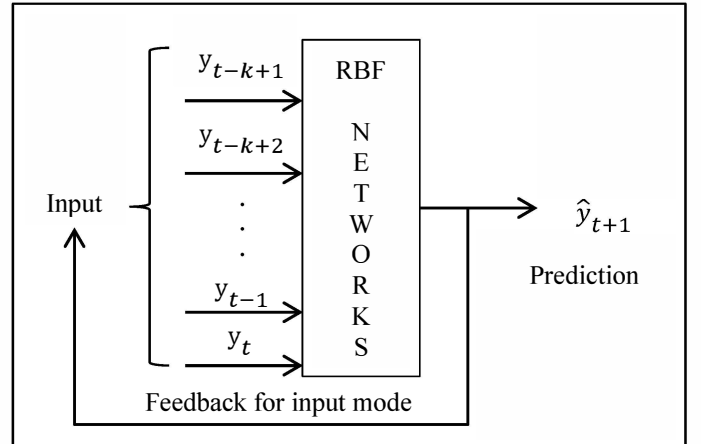 y_{t−k+1}
RBF
y_{t−k+2}
N
E
T
W
O
R
K
S
Input
.
.
.
ŷ_{t+1}
Prediction
y_{t−1}
y_t
Feedback for input mode